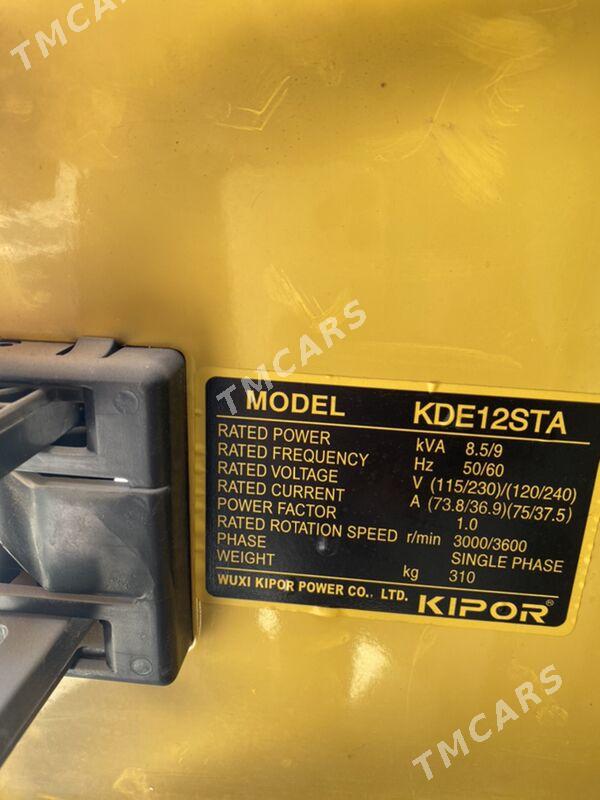 TMCARS
TMCARS
MODEL KDE12STA
RATED POWER kVA 8.5/9
RATED FREQUENCY Hz 50/60
RATED VOLTAGE V (115/230)/(120/240)
RATED CURRENT A (73.8/36.9)(75/37.5)
POWER FACTOR 1.0
RATED ROTATION SPEED r/min 3000/3600
PHASE SINGLE PHASE
WEIGHT kg 310
WUXI KIPOR POWER CO., LTD. KIPOR®
TMCARS